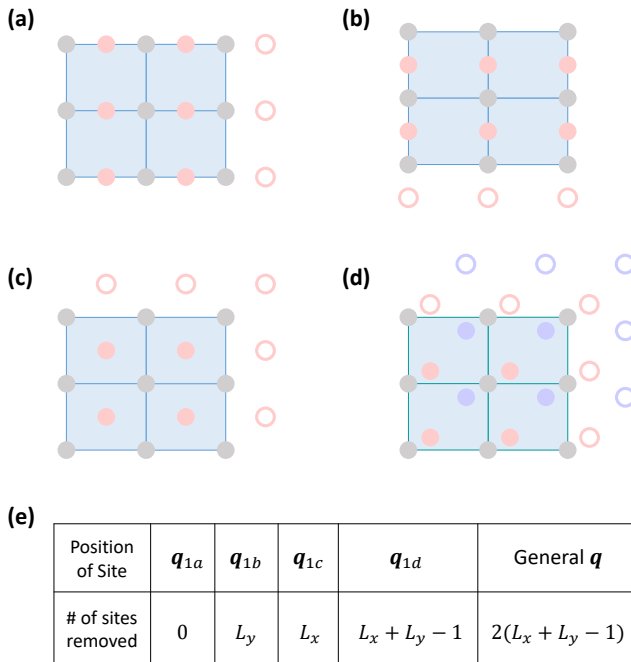 (a)
(b)
(c)
(d)
(e)
Position of Site | q1a | q1b | q1c | q1d | General q
# of sites removed | 0 | Ly | Lx | Lx + Ly − 1 | 2(Lx + Ly − 1)